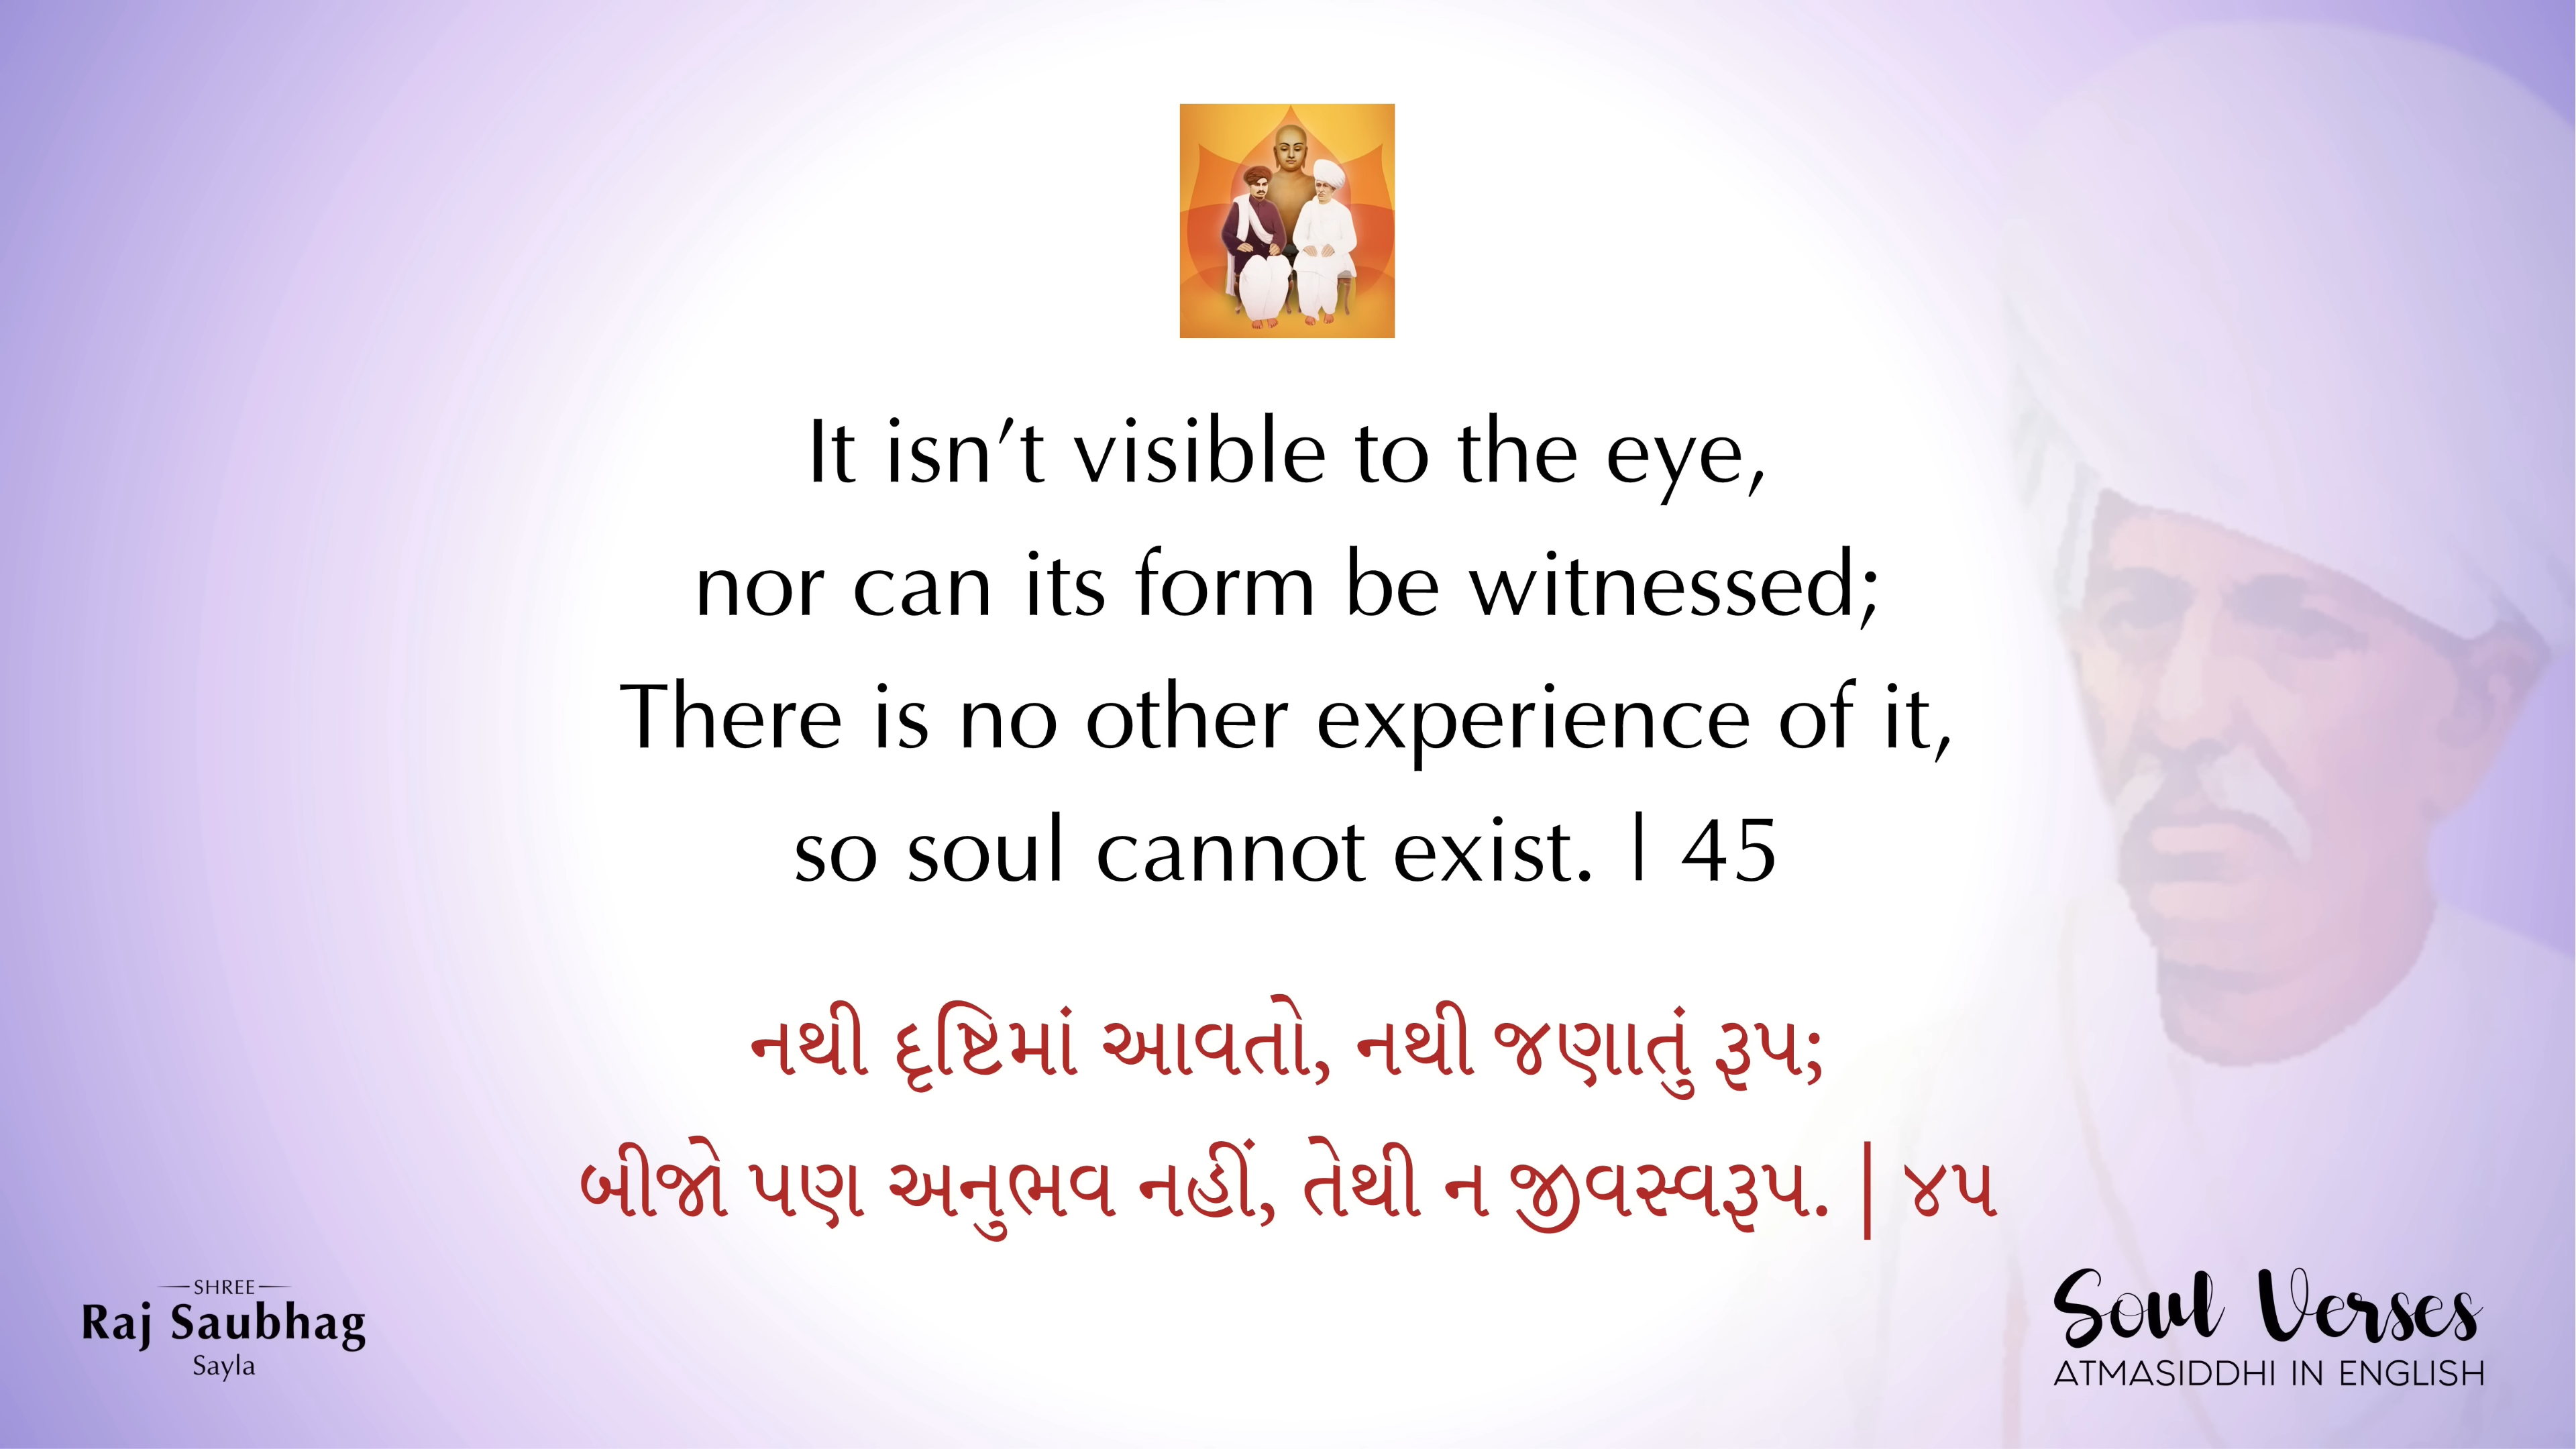 It isn’t visible to the eye,
nor can its form be witnessed;
There is no other experience of it,
so soul cannot exist. | 45
નથી દૃષ્ટિમાં આવતો, નથી જણાતું રૂપ;
બીજો પણ અનુભવ નહીં, તેથી ન જીવસ્વરૂપ. | ૪૫
SHREE
Raj Saubhag
Sayla
Soul Verses
ATMASIDDHI IN ENGLISH